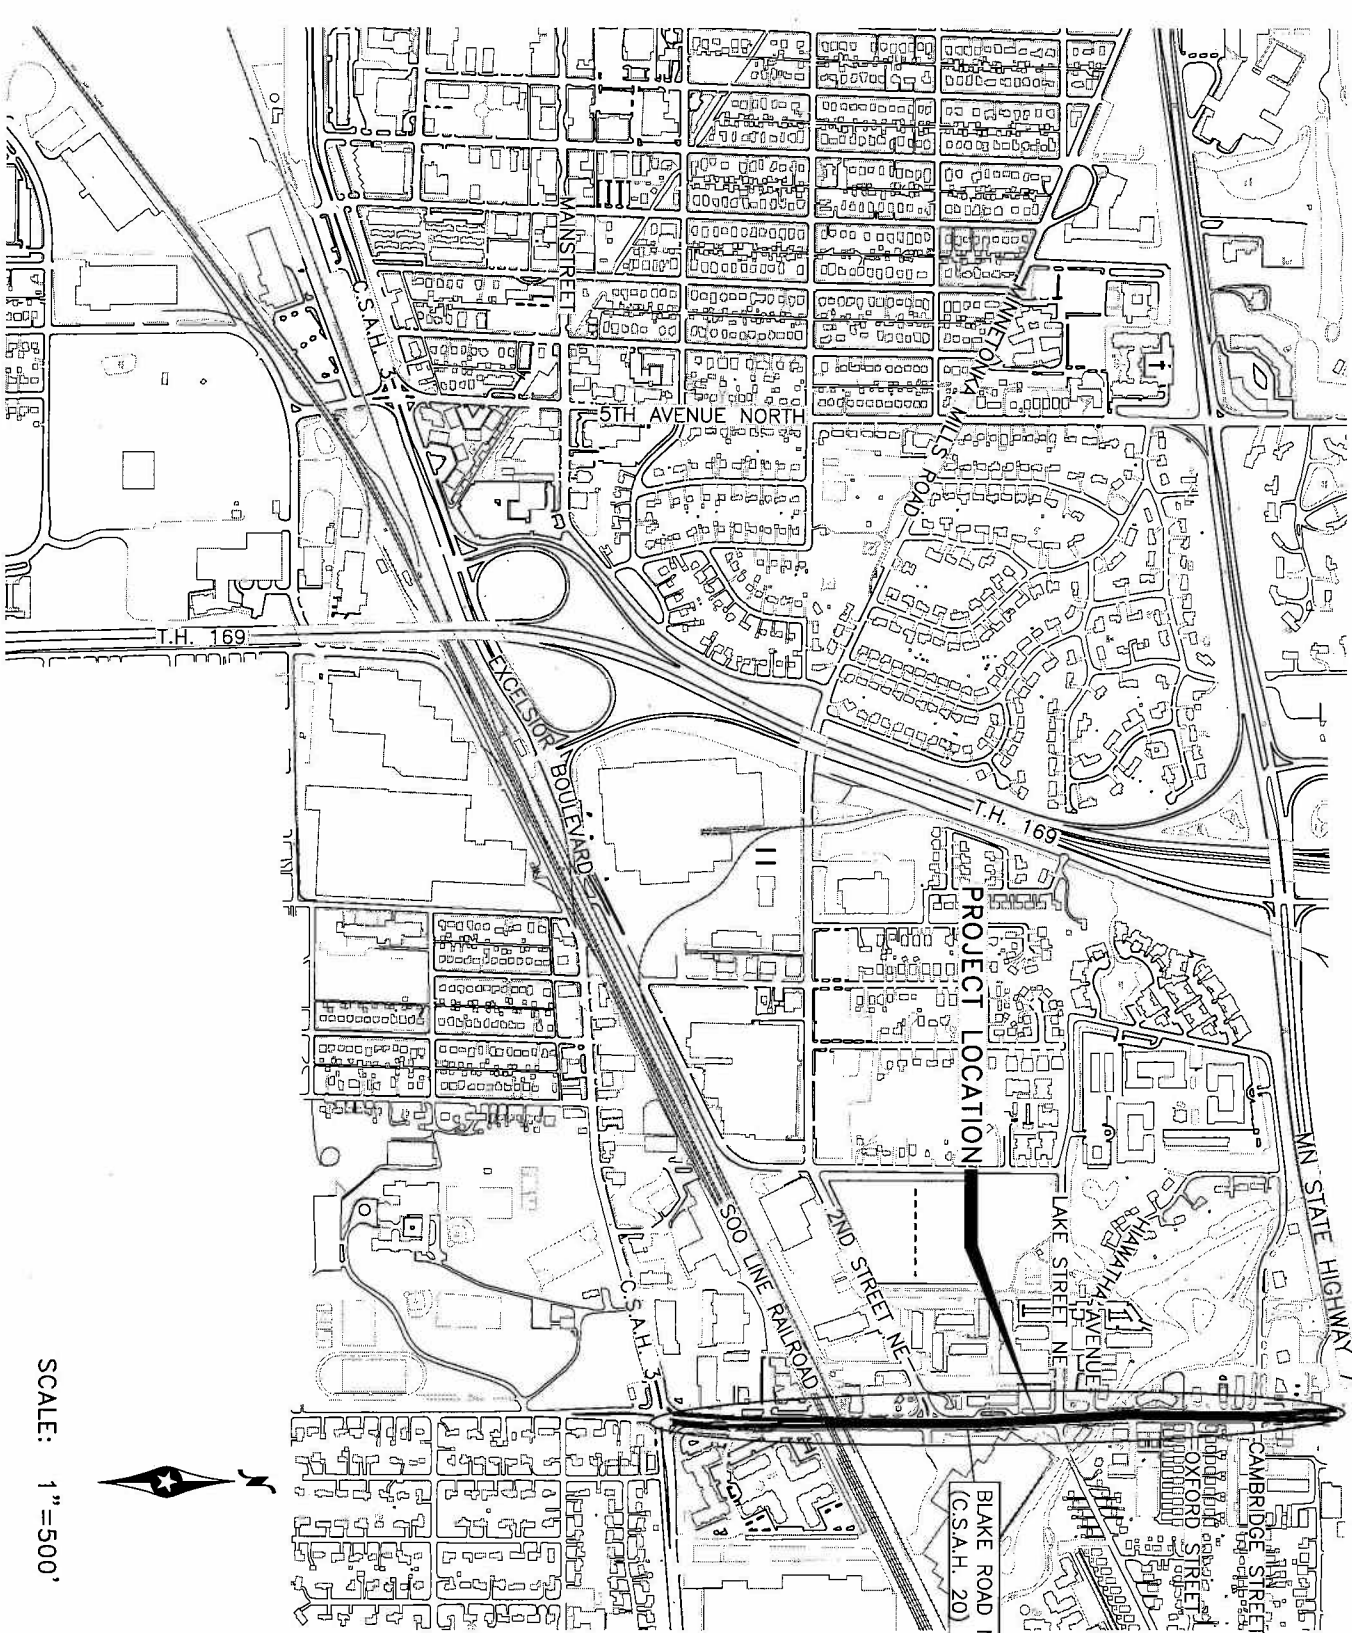 MAINSTREET
C.S.A.H. 3
5TH AVENUE NORTH
MINNETONKA MILLS ROAD
T.H. 169
EXCELSIOR BOULEVARD
T.H. 169
PROJECT LOCATION
MN STATE HIGHWAY
LAKE STREET NE
HIAWATHA AVENUE
2ND STREET NE
SOO LINE RAILROAD
C.S.A.H. 3
CAMBRIDGE STREET
OXFORD STREET
BLAKE ROAD
(C.S.A.H. 20)
N
SCALE: 1"=500'